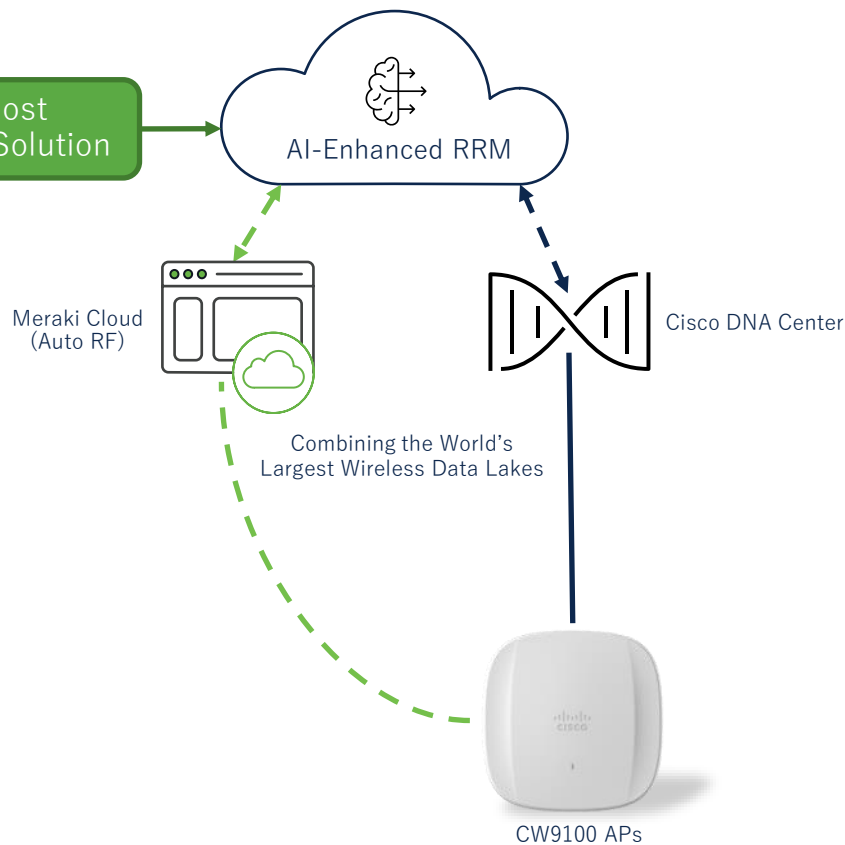 ost
Solution
AI-Enhanced RRM
Meraki Cloud
(Auto RF)
Cisco DNA Center
Combining the World’s
Largest Wireless Data Lakes
CISCO
CW9100 APs